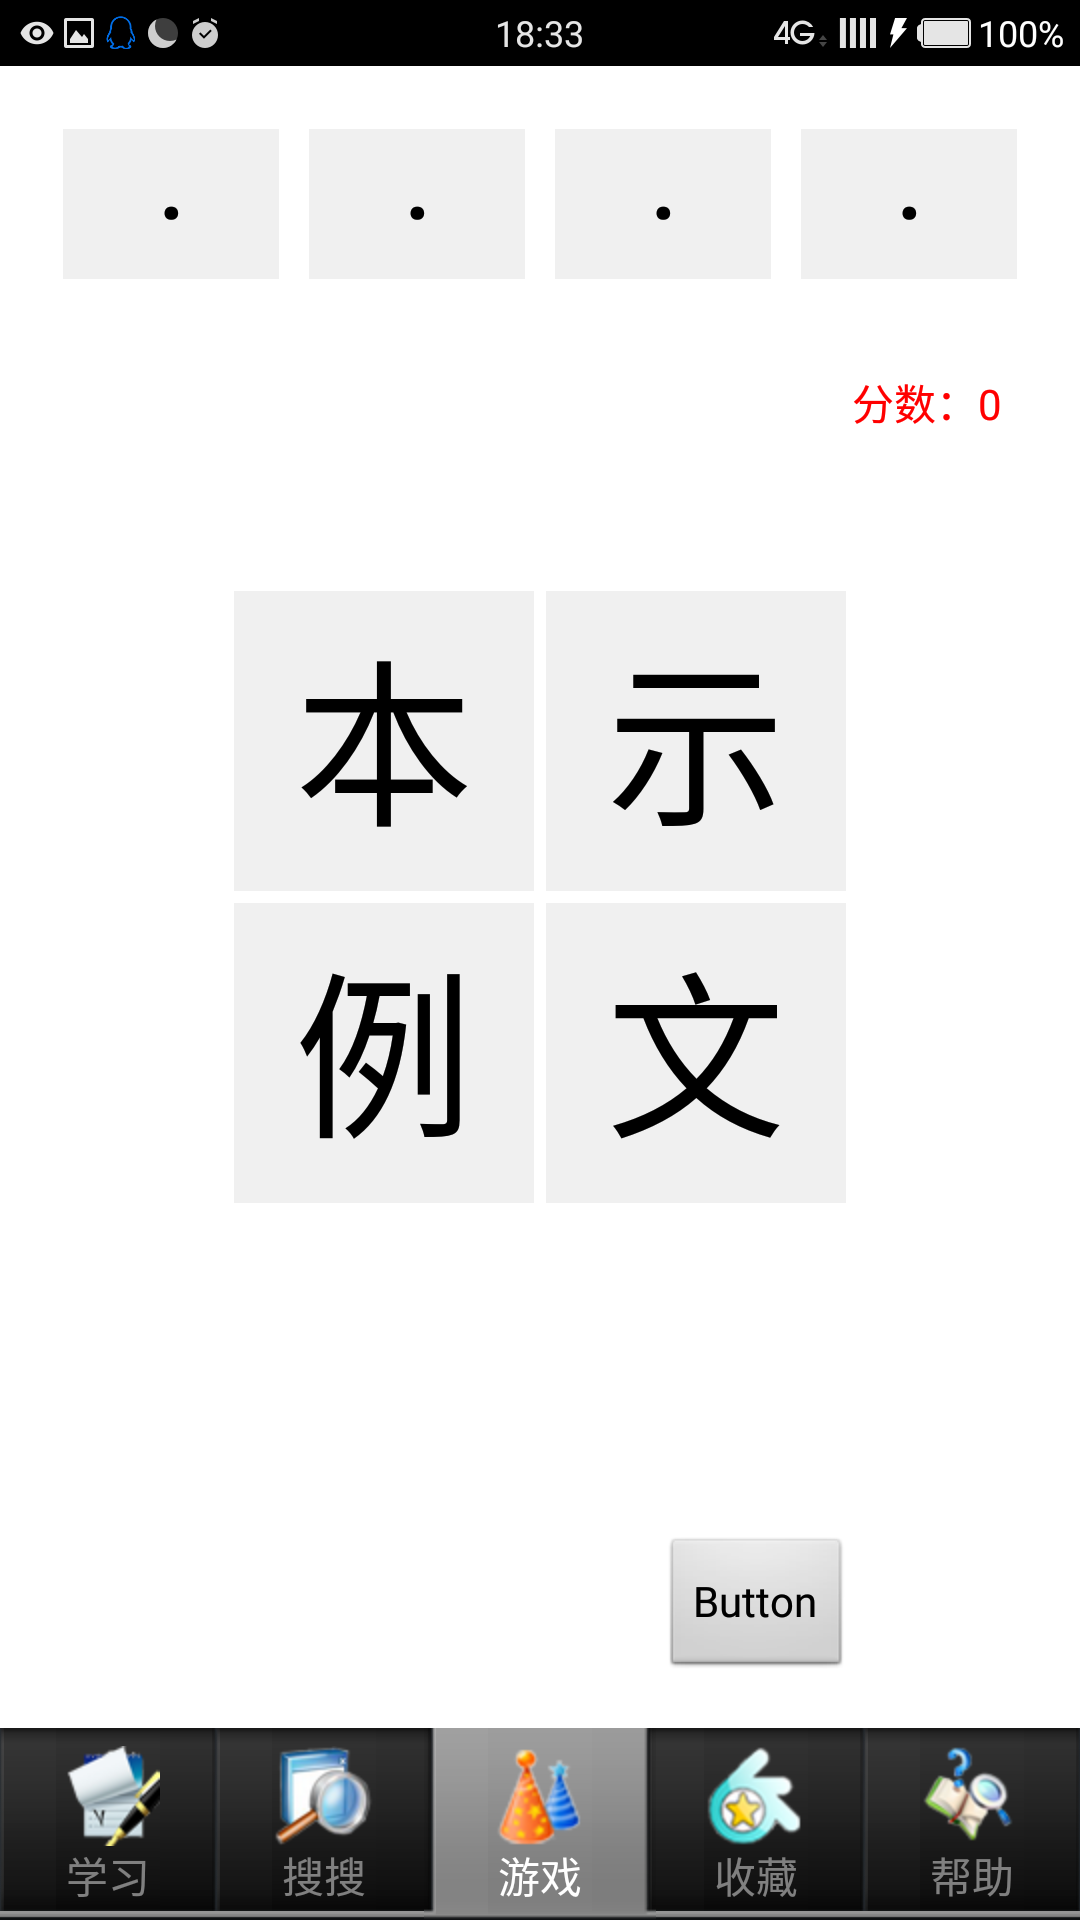 18:33 4G 100%
. . . .
分数：0
本 示
例 文
Button
学习 搜搜 游戏 收藏 帮助